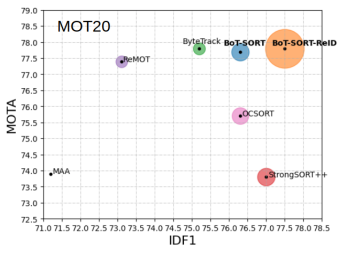 79.0
MOT20
78.5
78.0
ByteTrack BoT-SORT BoT-SORT-ReID
77.5
ReMOT
77.0
76.5
76.0
MOTA
75.5
OCSORT
75.0
74.5
74.0
MAA
StrongSORT++
73.5
73.0
72.5
71.0 71.5 72.0 72.5 73.0 73.5 74.0 74.5 75.0 75.5 76.0 76.5 77.0 77.5 78.0 78.5
IDF1